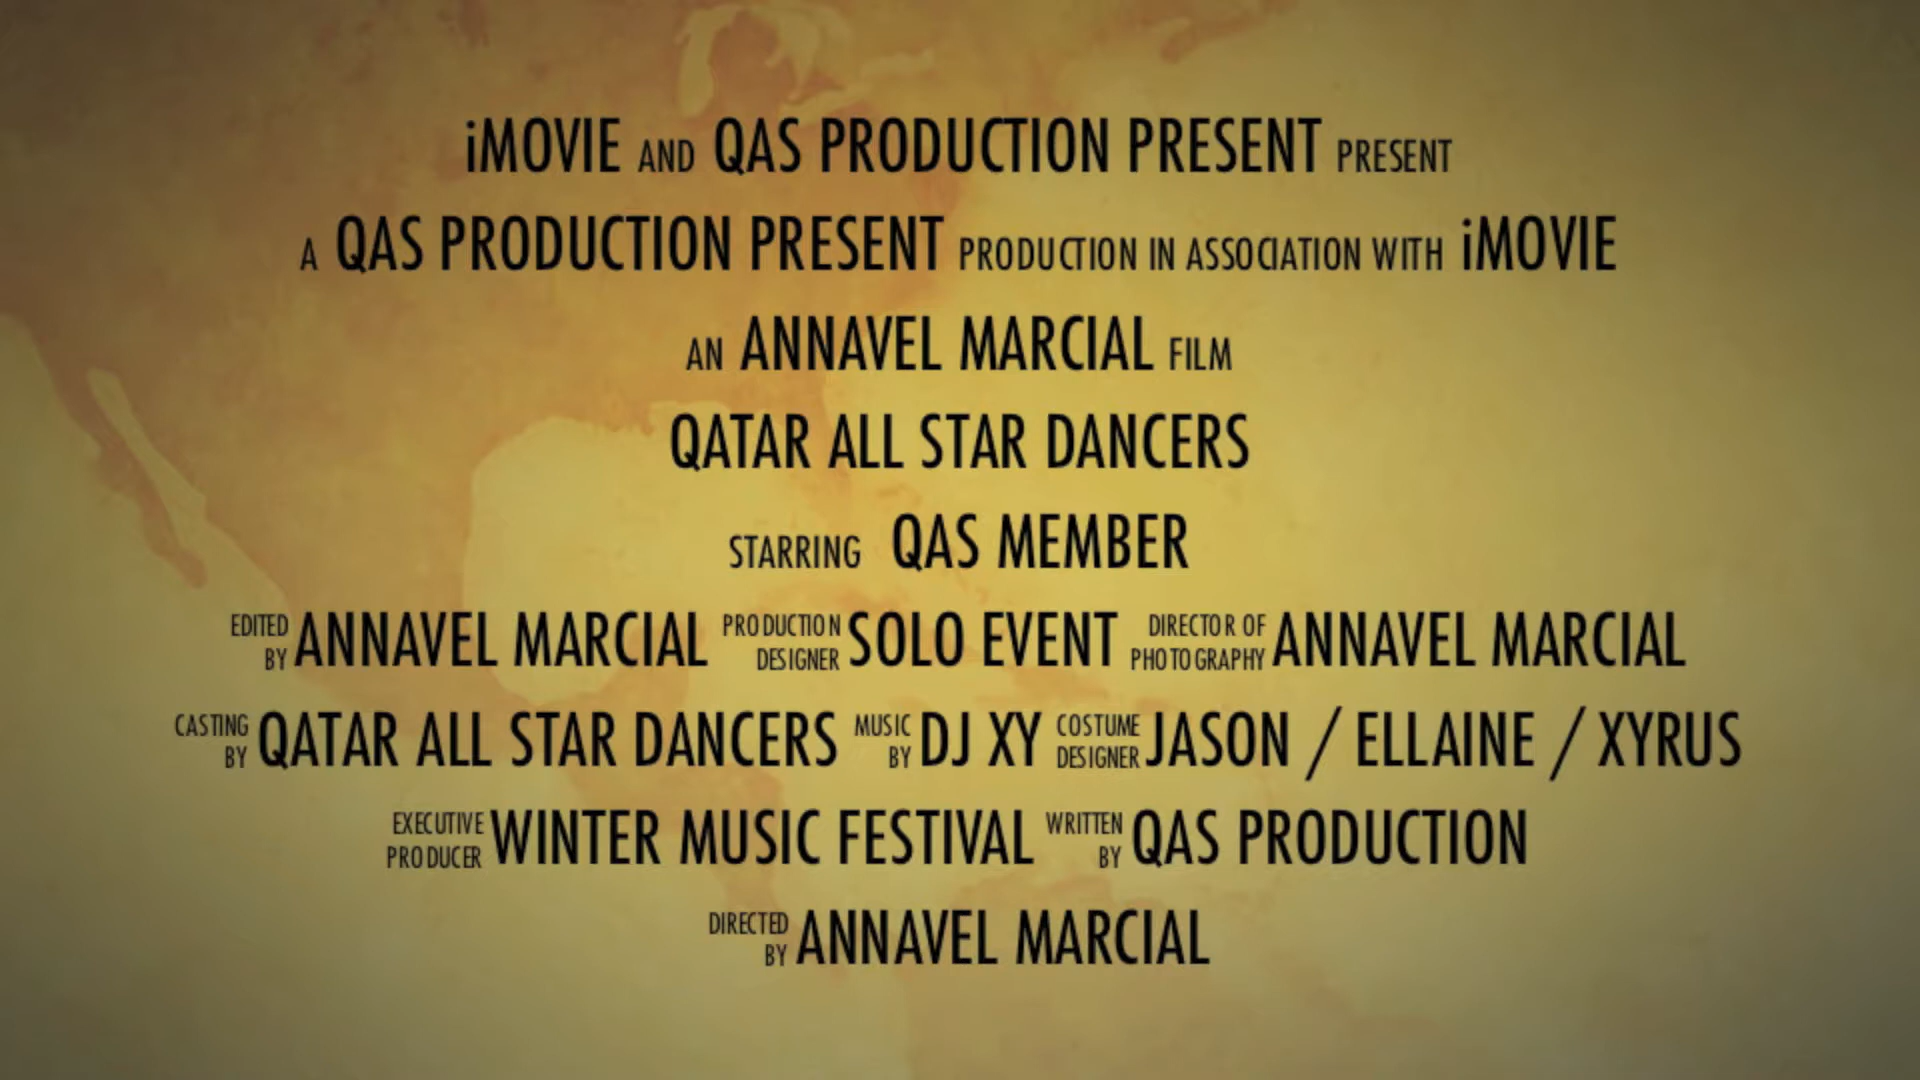 iMOVIE AND QAS PRODUCTION PRESENT PRESENT
A QAS PRODUCTION PRESENT PRODUCTION IN ASSOCIATION WITH iMOVIE
AN ANNAVEL MARCIAL FILM
QATAR ALL STAR DANCERS
STARRING QAS MEMBER
EDITED BY ANNAVEL MARCIAL PRODUCTION DESIGNER SOLO EVENT DIRECTOR OF PHOTOGRAPHY ANNAVEL MARCIAL
CASTING BY QATAR ALL STAR DANCERS MUSIC BY DJ XY COSTUME DESIGNER JASON / ELLAINE / XYRUS
EXECUTIVE PRODUCER WINTER MUSIC FESTIVAL WRITTEN BY QAS PRODUCTION
DIRECTED BY ANNAVEL MARCIAL